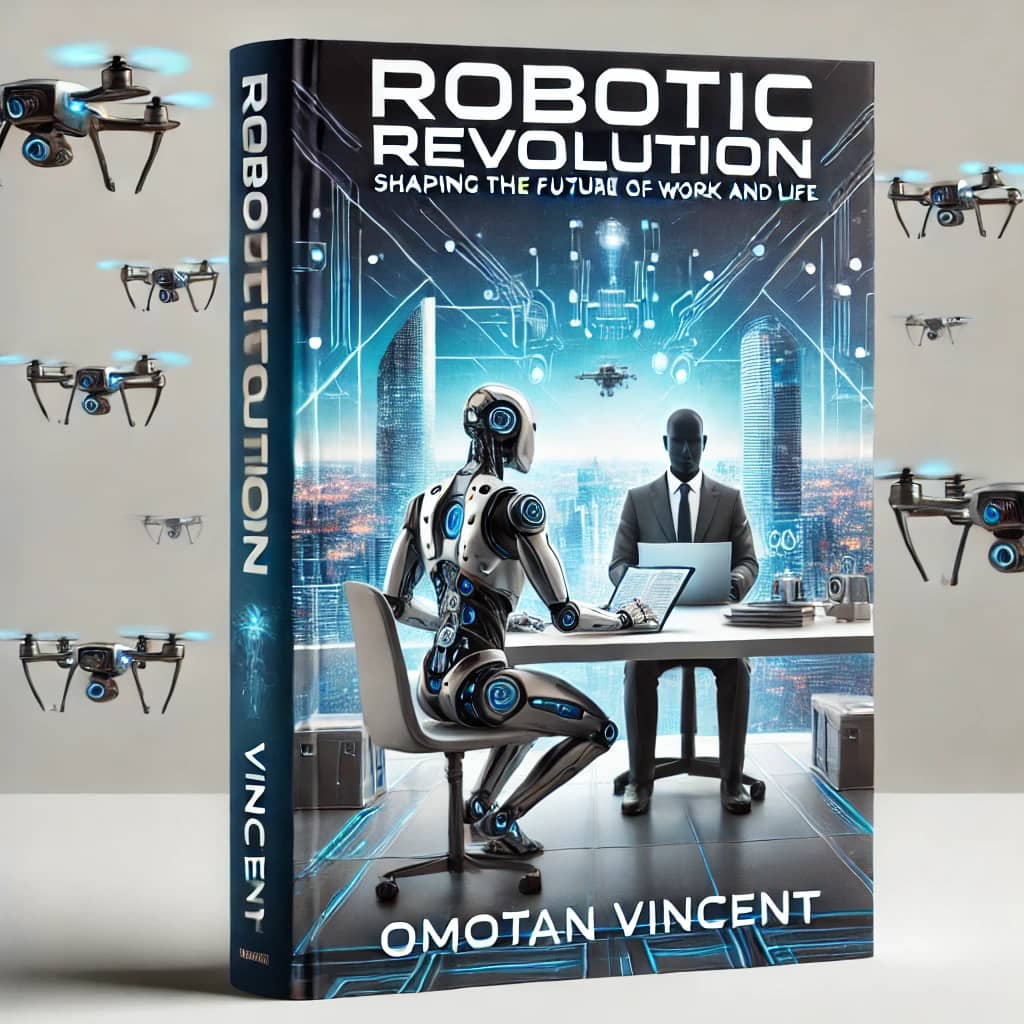 ROBOTIC
REVOLUTION
SHAPING THE OF WORK AND LIFE
OMOTAN VINCENT
VINCENT